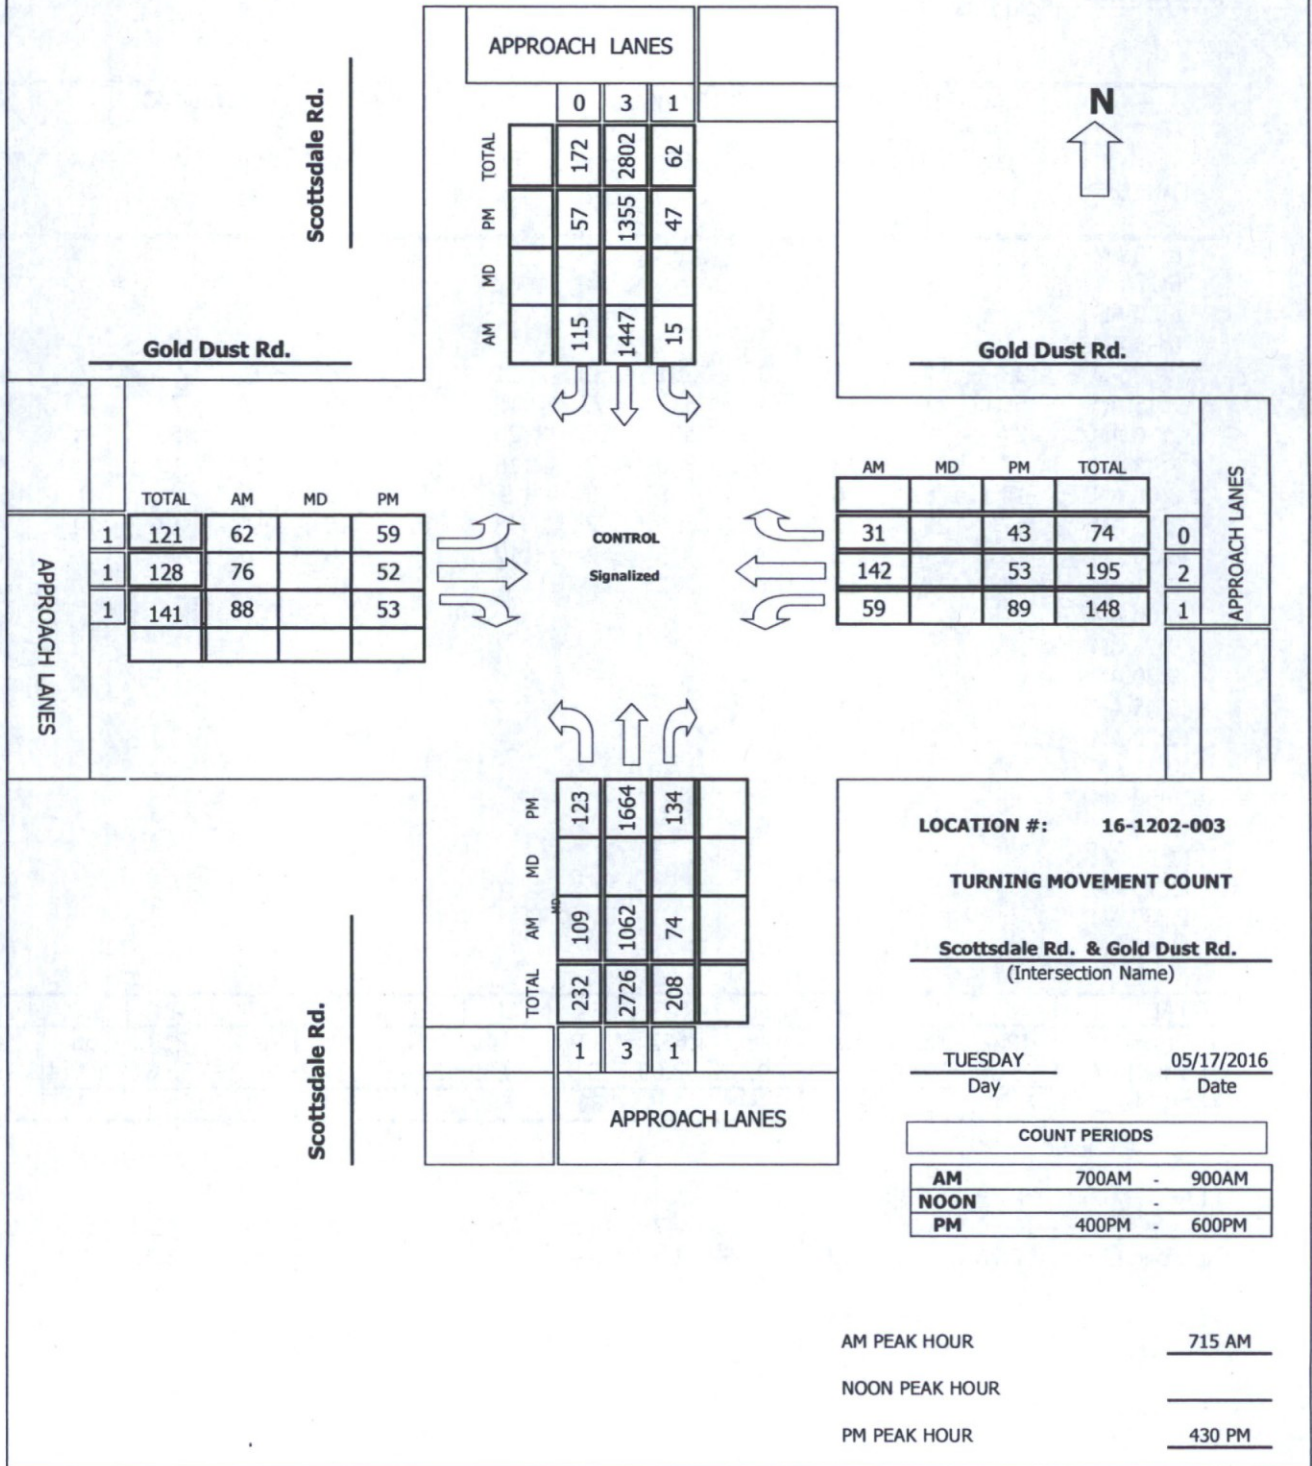 APPROACH LANES
0 3 1
TOTAL 172 2802 62
PM 57 1355 47
MD
AM 115 1447 15
Scottsdale Rd.
N
Gold Dust Rd.
Gold Dust Rd.
TOTAL AM MD PM
1 121 62 59
1 128 76 52
1 141 88 53
APPROACH LANES
CONTROL
Signalized
AM MD PM TOTAL
31 43 74 0
142 53 195 2
59 89 148 1
APPROACH LANES
PM 123 1664 134
MD
MD
AM 109 1062 74
TOTAL 232 2726 208
1 3 1
APPROACH LANES
Scottsdale Rd.
LOCATION #: 16-1202-003
TURNING MOVEMENT COUNT
Scottsdale Rd. & Gold Dust Rd.
(Intersection Name)
TUESDAY 05/17/2016
Day Date
COUNT PERIODS
AM 700AM - 900AM
NOON -
PM 400PM - 600PM
AM PEAK HOUR 715 AM
NOON PEAK HOUR
PM PEAK HOUR 430 PM